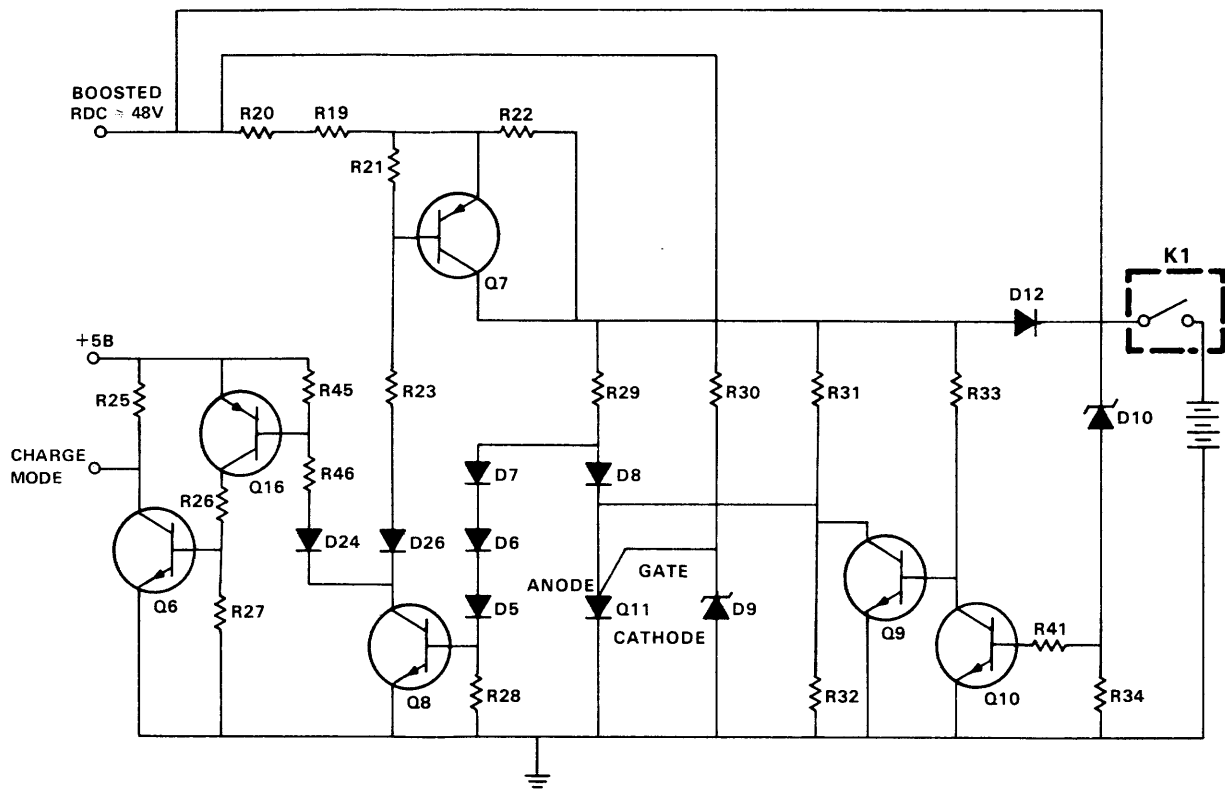 BOOSTED
RDC ≈ 48V
R20
R19
R22
R21
Q7
K1
D12
+5B
R25
R45
R23
R29
R30
R31
R33
D10
CHARGE
MODE
Q16
R46
R26
D7
D8
D24
D26
D6
ANODE
GATE
Q6
R27
D5
Q11
D9
CATHODE
Q9
R41
Q8
R28
R32
Q10
R34